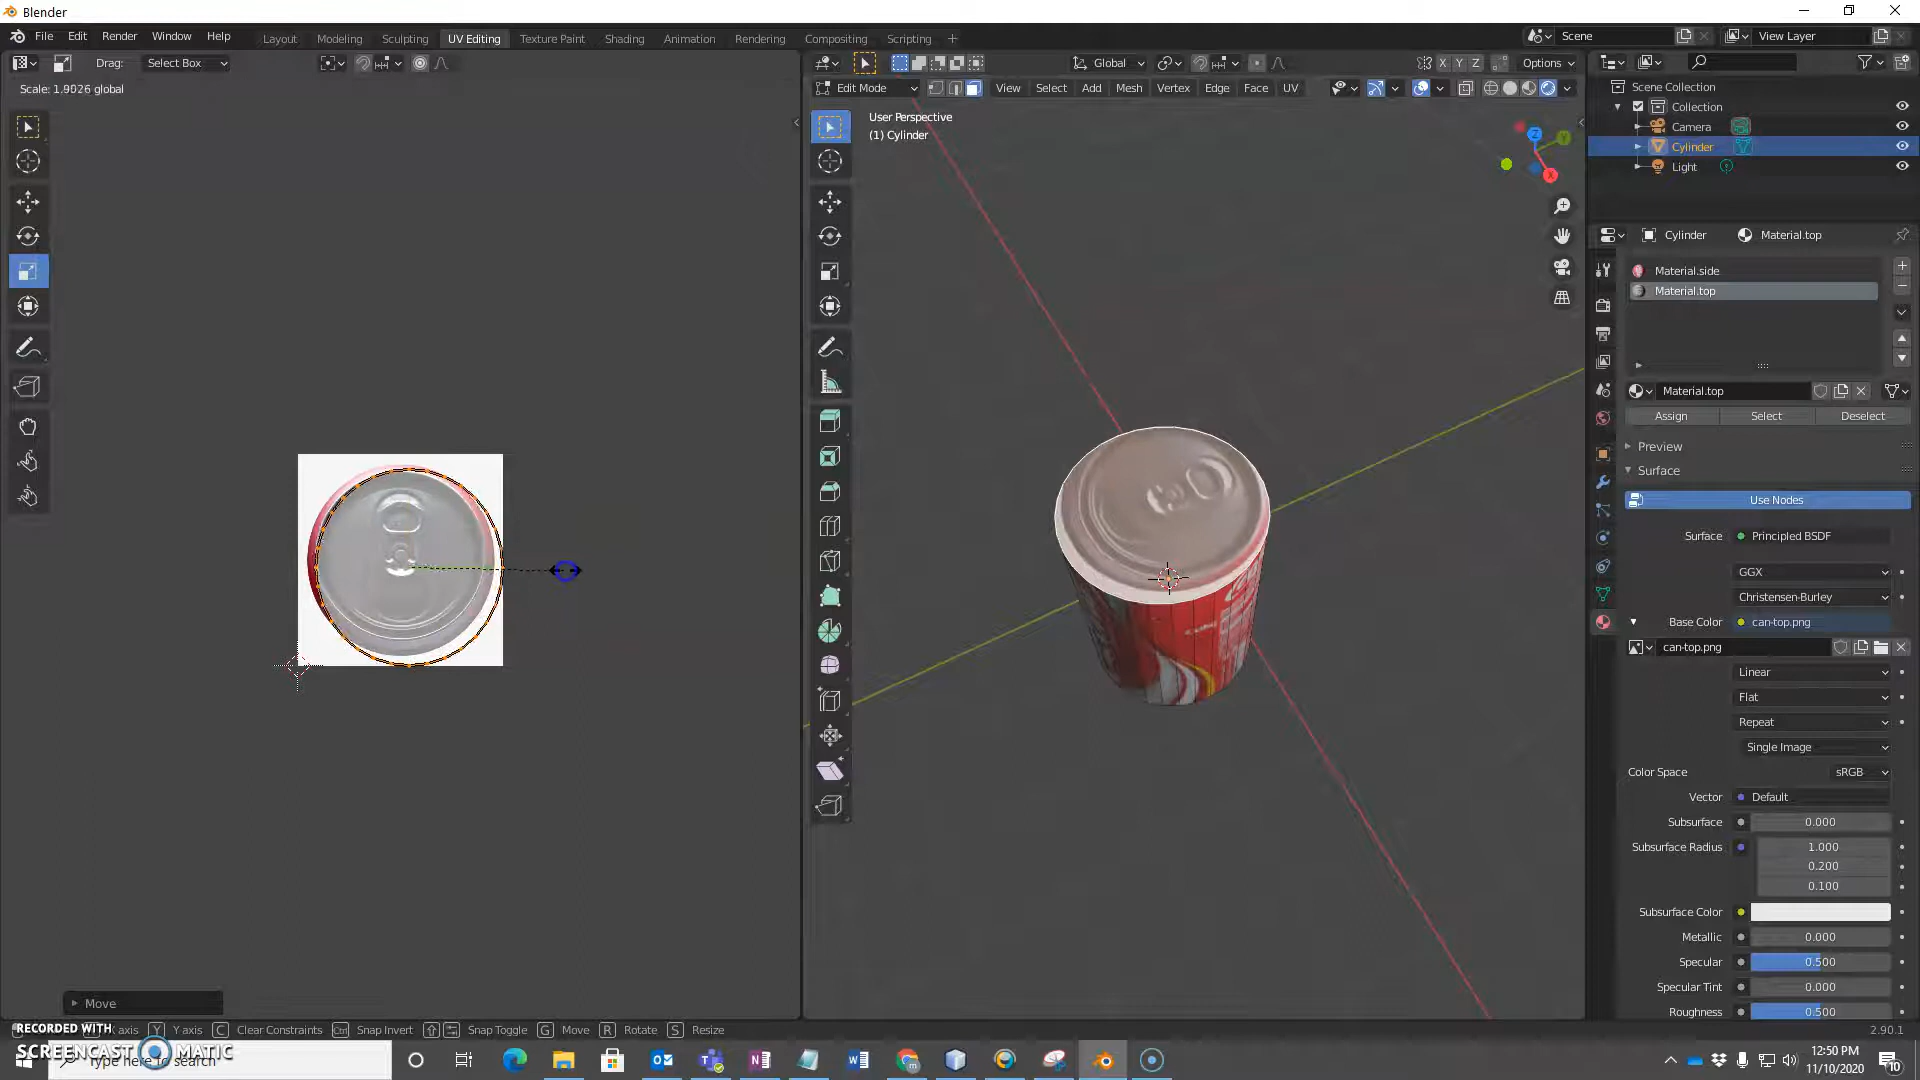 Blender
File Edit Render Window Help
Layout Modeling Sculpting UV Editing Texture Paint Shading Animation Rendering Compositing Scripting
Scene
View Layer
Drag: Select Box
Global
X Y Z
Options
Scale: 1.9026 global
Edit Mode
View Select Add Mesh Vertex Edge Face UV
User Perspective
(1) Cylinder
Z
Y
X
Scene Collection
Collection
Camera
Cylinder
Light
Cylinder
Material.top
Material.side
Material.top
Material.top
Assign Select Deselect
Preview
Surface
Use Nodes
Surface: Principled BSDF
GGX
Christensen-Burley
Base Color can-top.png
can-top.png
Linear
Flat
Repeat
Single Image
Color Space sRGB
Vector Default
Subsurface 0.000
Subsurface Radius 1.000
0.200
0.100
Subsurface Color
Metallic 0.000
Specular 0.500
Specular Tint 0.000
Roughness 0.500
Move
RECORDED WITH
SCREENCAST MATIC
axis Y Y axis C Clear Constraints Ctrl Snap Invert Snap Toggle G Move R Rotate S Resize
2.90.1
Type here to search
12:50 PM
11/10/2020
10